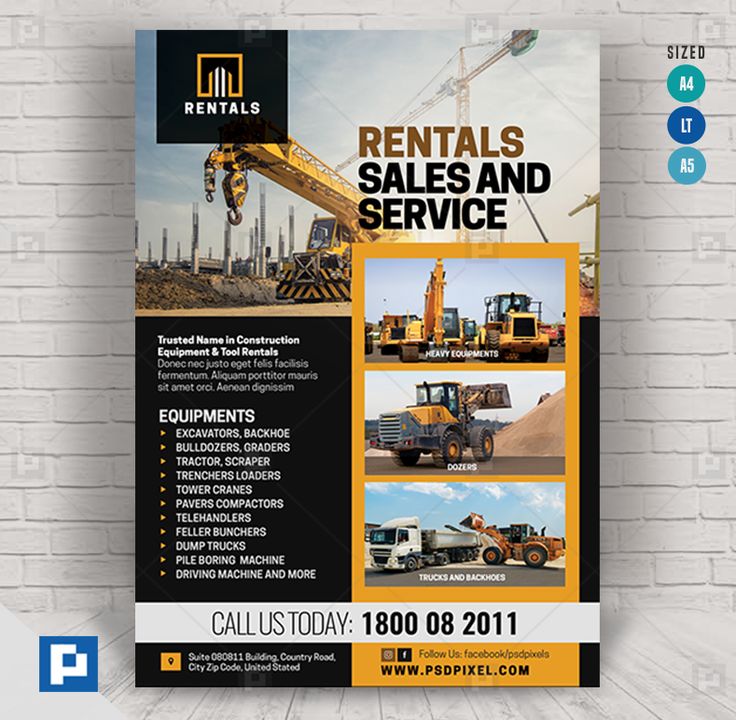 SIZED
A4
LT
A5
RENTALS
RENTALS
SALES AND
SERVICE
Trusted Name in Construction
Equipment & Tool Rentals
Donec nec justo eget felis facilisis
fermentum. Aliquam porttitor mauris
sit amet orci. Aenean dignissim
EQUIPMENTS
EXCAVATORS, BACKHOE
BULLDOZERS, GRADERS
TRACTOR, SCRAPER
TRENCHERS LOADERS
TOWER CRANES
PAVERS COMPACTORS
TELEHANDLERS
FELLER BUNCHERS
DUMP TRUCKS
PILE BORING MACHINE
DRIVING MACHINE AND MORE
HEAVY EQUIPMENTS
DOZERS
TRUCKS AND BACKHOES
CALL US TODAY: 1800 08 2011
Suite 080811 Building, Country Road,
City Zip Code, United Stated
Follow Us: facebook/psdpixels
WWW.PSDPIXEL.COM